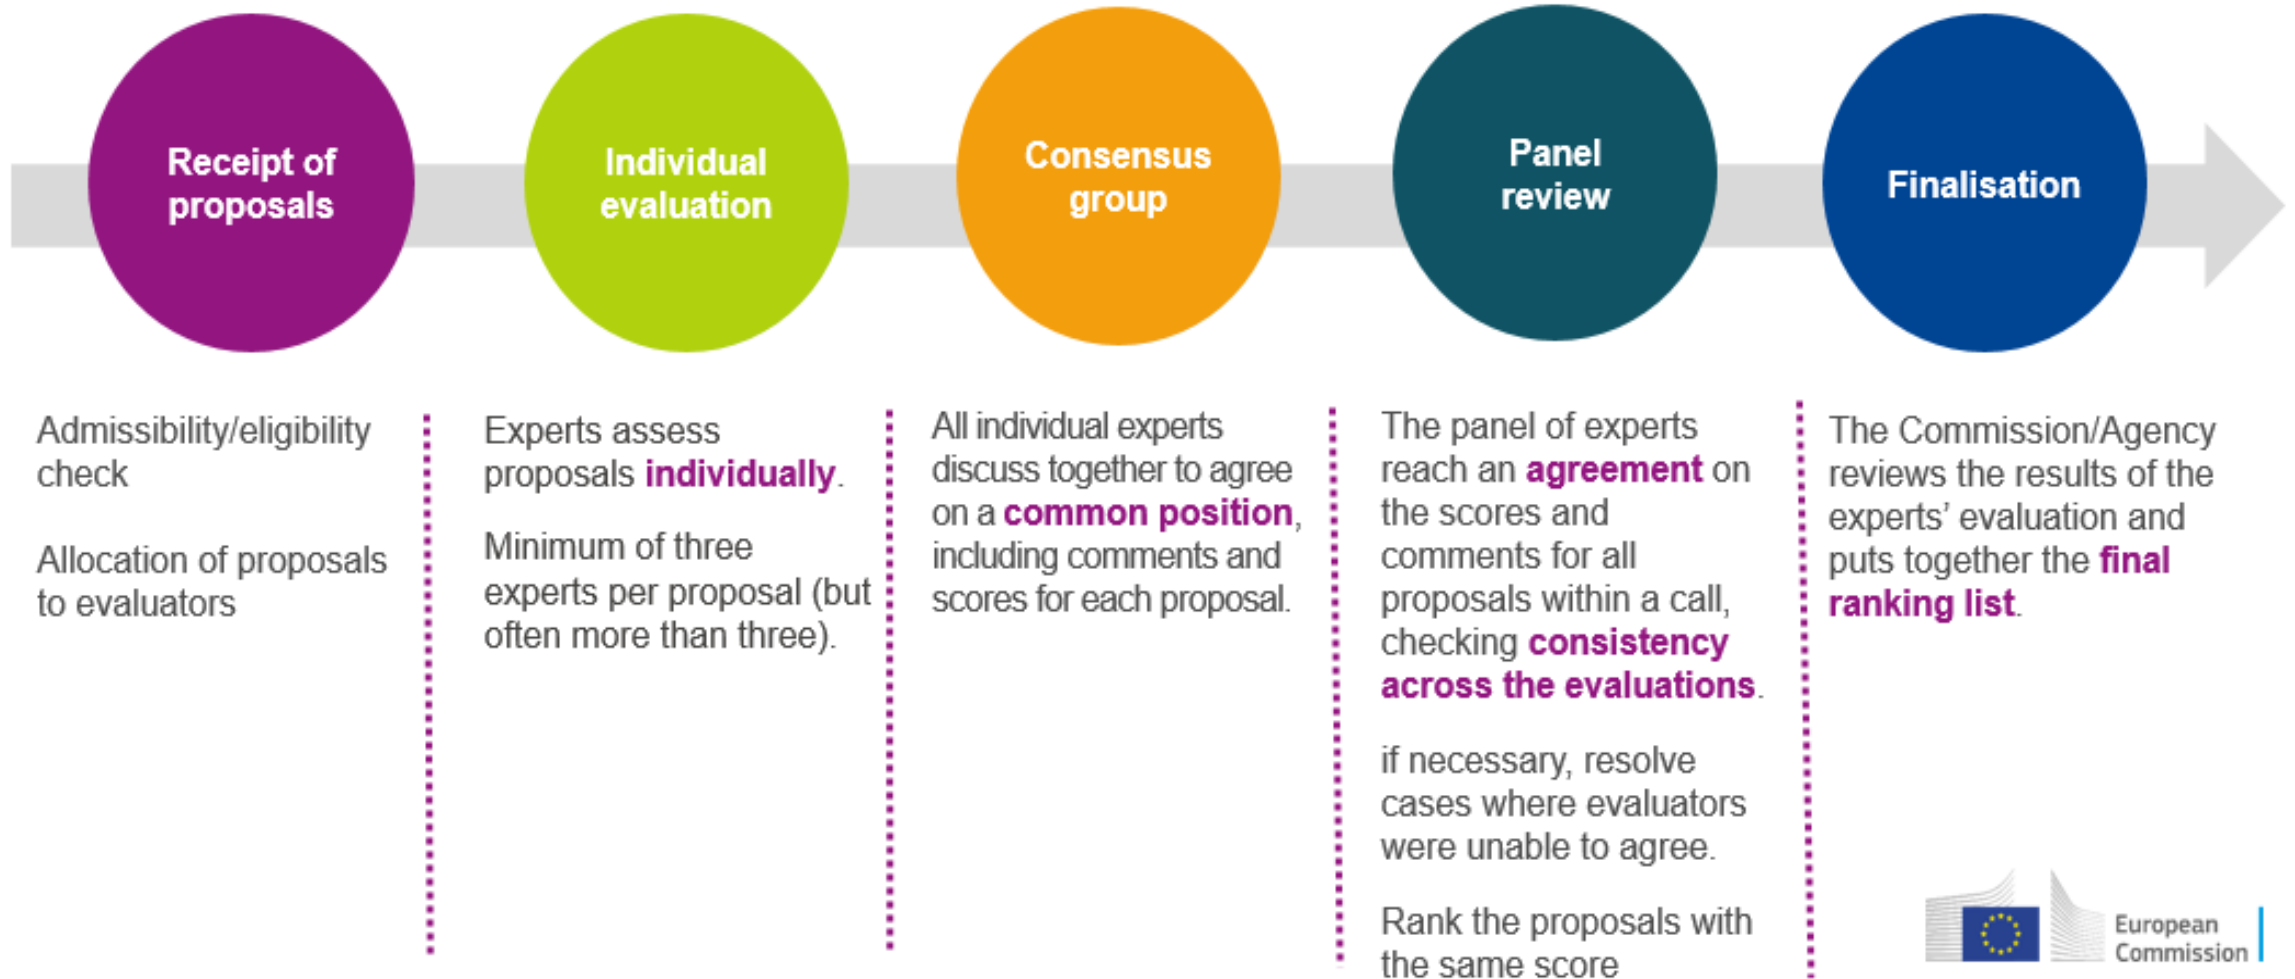 Receipt of
proposals
Individual
evaluation
Consensus
group
Panel
review
Finalisation
Admissibility/eligibility
check
Allocation of proposals
to evaluators
Experts assess
proposals individually.
Minimum of three
experts per proposal (but
often more than three).
All individual experts
discuss together to agree
on a common position,
including comments and
scores for each proposal.
The panel of experts
reach an agreement on
the scores and
comments for all
proposals within a call,
checking consistency
across the evaluations.
if necessary, resolve
cases where evaluators
were unable to agree.
Rank the proposals with
the same score
The Commission/Agency
reviews the results of the
experts’ evaluation and
puts together the final
ranking list.
European
Commission